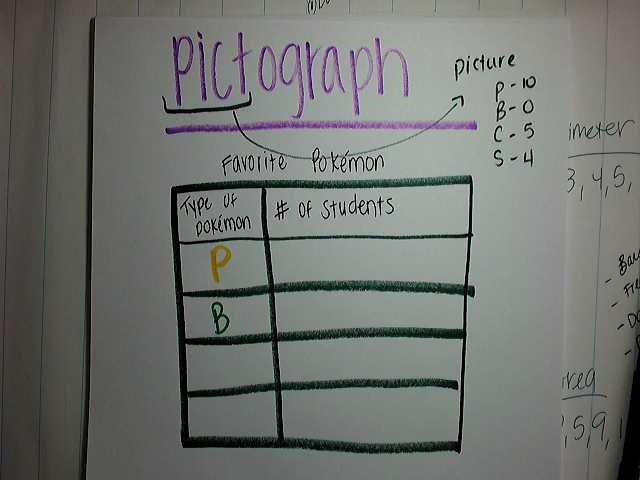 pictograph
picture
P - 10
B - 0
C - 5
S - 4
Favorite Pokémon
Type of
pokémon
# of students
P
B
imeter
3, 4, 5,
5, 9, 1